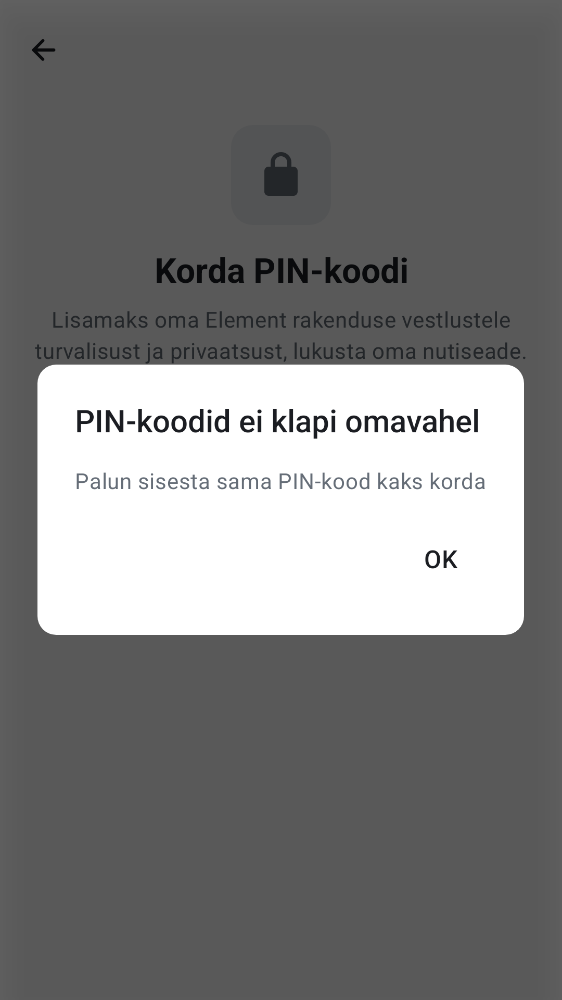 Korda PIN-koodi
Lisamaks oma Element rakenduse vestlustele
turvalisust ja privaatsust, lukusta oma nutiseade.
PIN-koodid ei klapi omavahel
Palun sisesta sama PIN-kood kaks korda
OK